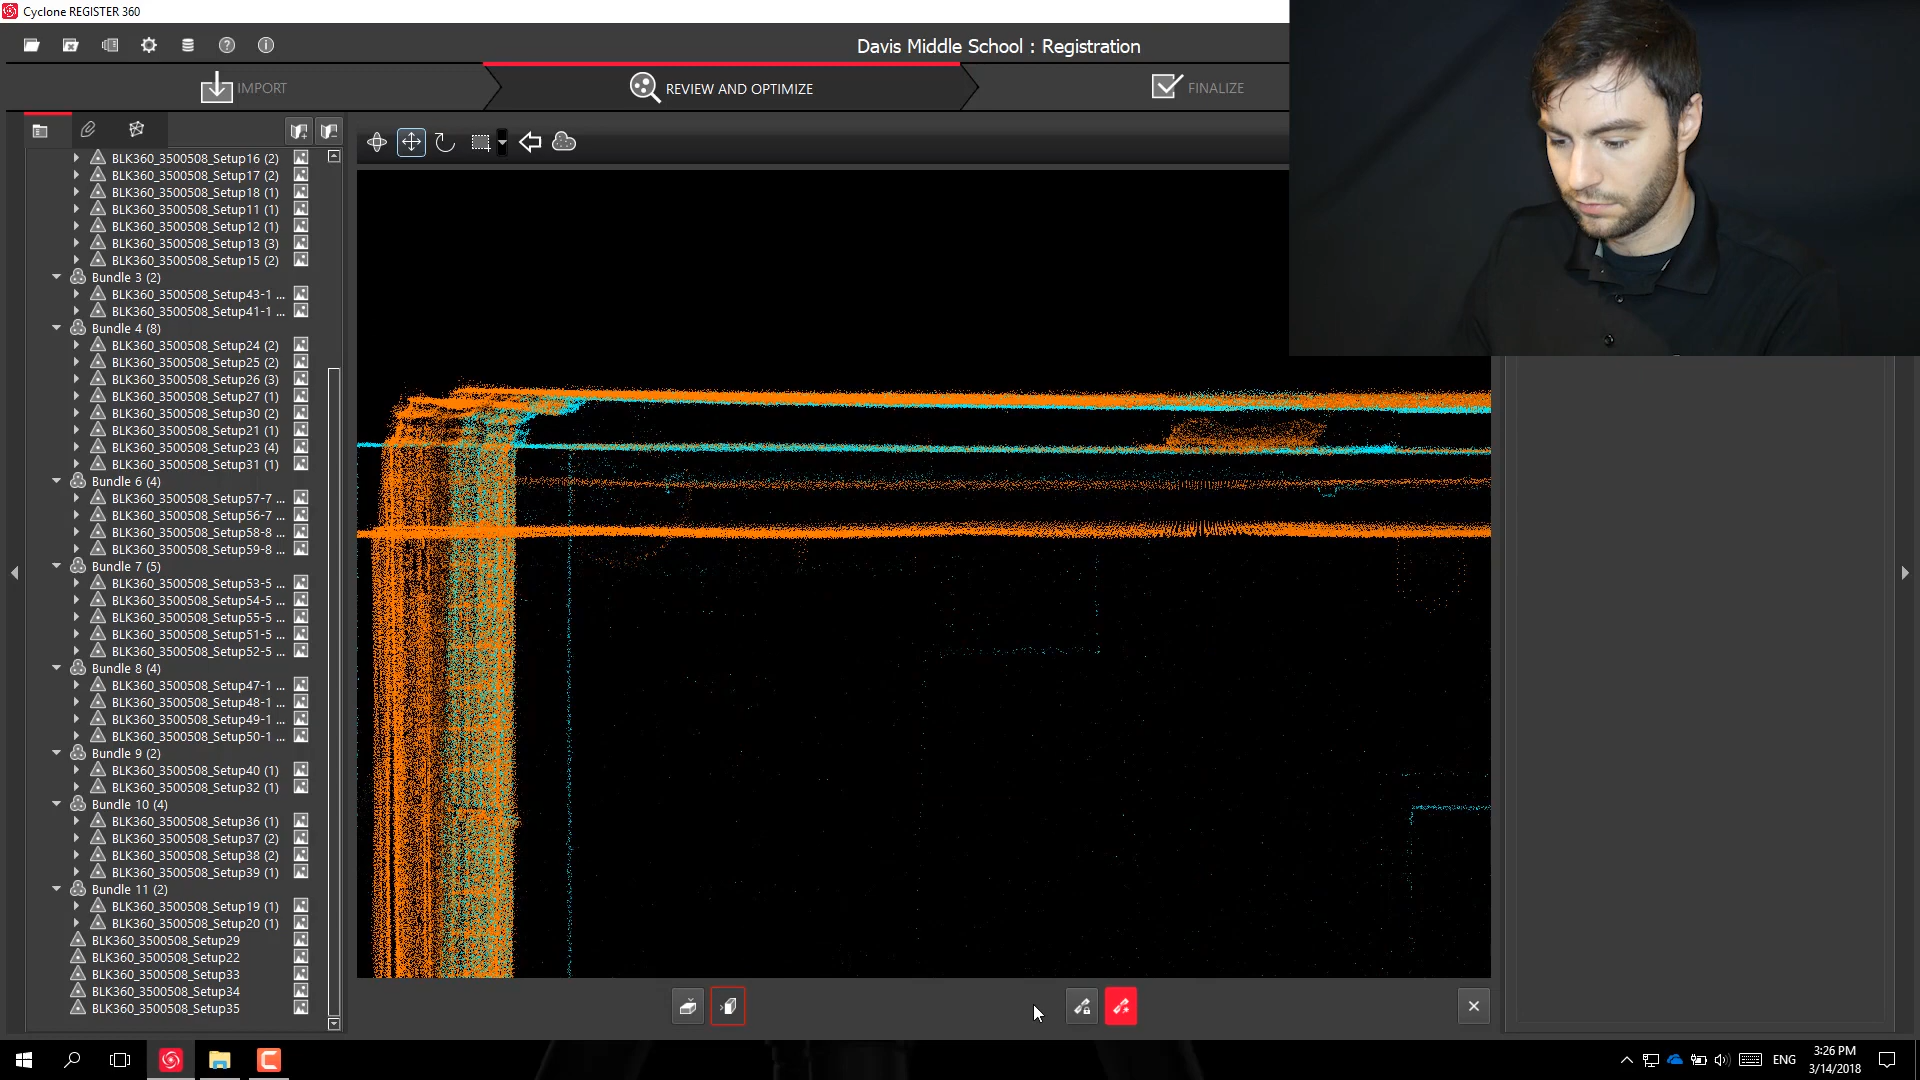 Cyclone REGISTER 360
Davis Middle School : Registration
IMPORT
REVIEW AND OPTIMIZE
FINALIZE
BLK360_3500508_Setup16 (2)
BLK360_3500508_Setup17 (2)
BLK360_3500508_Setup18 (1)
BLK360_3500508_Setup11 (1)
BLK360_3500508_Setup12 (1)
BLK360_3500508_Setup13 (3)
BLK360_3500508_Setup15 (2)
Bundle 3 (2)
BLK360_3500508_Setup43-1 ...
BLK360_3500508_Setup41-1 ...
Bundle 4 (8)
BLK360_3500508_Setup24 (2)
BLK360_3500508_Setup25 (2)
BLK360_3500508_Setup26 (3)
BLK360_3500508_Setup27 (1)
BLK360_3500508_Setup30 (2)
BLK360_3500508_Setup21 (1)
BLK360_3500508_Setup23 (4)
BLK360_3500508_Setup31 (1)
Bundle 6 (4)
BLK360_3500508_Setup57-7 ...
BLK360_3500508_Setup56-7 ...
BLK360_3500508_Setup58-8 ...
BLK360_3500508_Setup59-8 ...
Bundle 7 (5)
BLK360_3500508_Setup53-5 ...
BLK360_3500508_Setup54-5 ...
BLK360_3500508_Setup55-5 ...
BLK360_3500508_Setup51-5 ...
BLK360_3500508_Setup52-5 ...
Bundle 8 (4)
BLK360_3500508_Setup47-1 ...
BLK360_3500508_Setup48-1 ...
BLK360_3500508_Setup49-1 ...
BLK360_3500508_Setup50-1 ...
Bundle 9 (2)
BLK360_3500508_Setup40 (1)
BLK360_3500508_Setup32 (1)
Bundle 10 (4)
BLK360_3500508_Setup36 (1)
BLK360_3500508_Setup37 (2)
BLK360_3500508_Setup38 (2)
BLK360_3500508_Setup39 (1)
Bundle 11 (2)
BLK360_3500508_Setup19 (1)
BLK360_3500508_Setup20 (1)
BLK360_3500508_Setup29
BLK360_3500508_Setup22
BLK360_3500508_Setup33
BLK360_3500508_Setup34
BLK360_3500508_Setup35
ENG
3:26 PM
3/14/2018